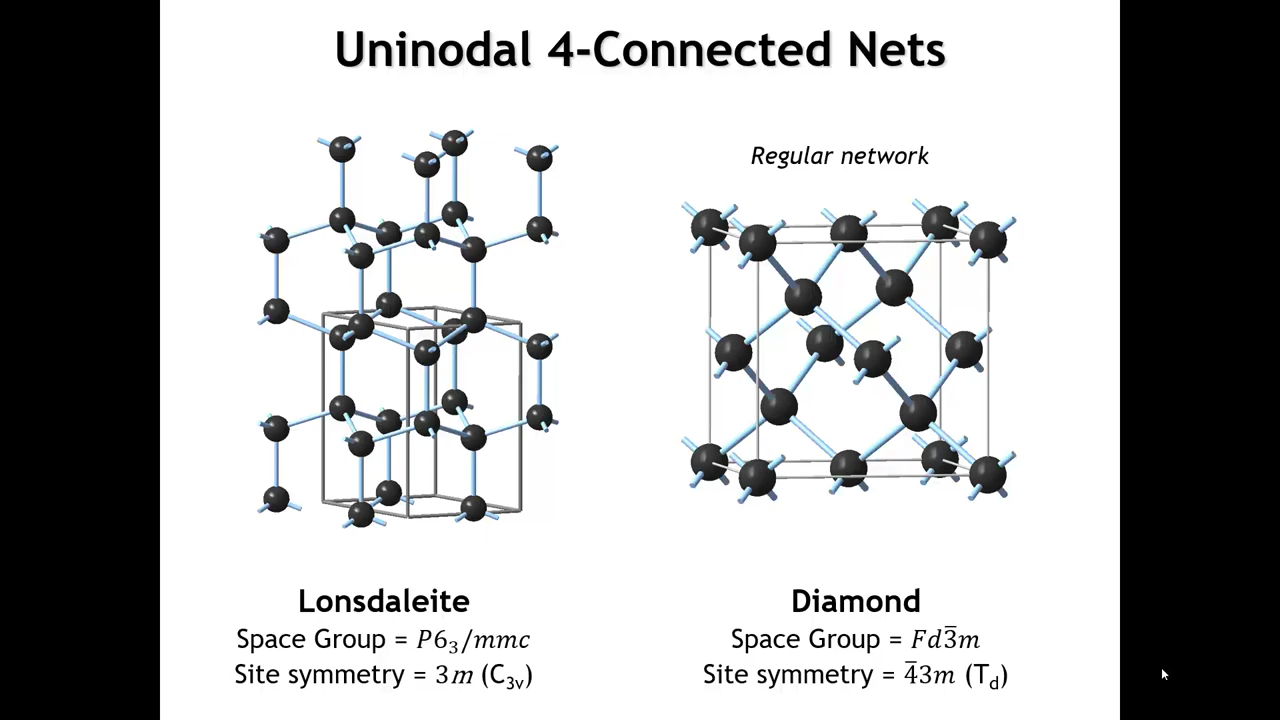 Uninodal 4-Connected Nets
Regular network
Lonsdaleite
Space Group = P6₃/mmc
Site symmetry = 3m (C₃ᵥ)
Diamond
Space Group = Fd3̅m
Site symmetry = 4̅3m (T_d)